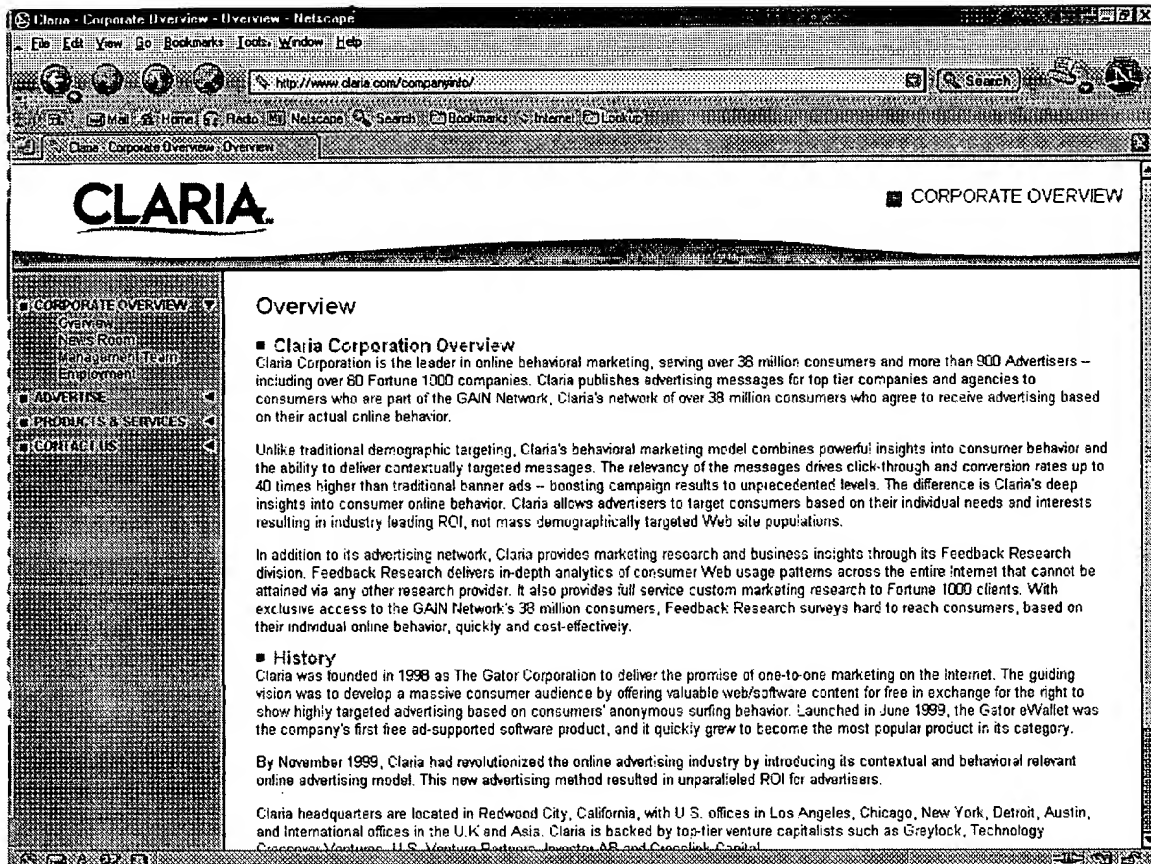 Claria - Corporate Overview - Overview - Netscape
File Edit View Go Bookmarks Tools Window Help
http://www.claria.com/companyinfo/ Search
Mail Home Radio Netscape Search Bookmarks Internet Lookup
Claria - Corporate Overview - Overview
CLARIA
CORPORATE OVERVIEW
CORPORATE OVERVIEW
Overview
News Room
Management Team
Employment
ADVERTISE
PRODUCTS & SERVICES
CONTACT US
Overview
Claria Corporation Overview
Claria Corporation is the leader in online behavioral marketing, serving over 38 million consumers and more than 900 Advertisers –
including over 80 Fortune 1000 companies. Claria publishes advertising messages for top tier companies and agencies to
consumers who are part of the GAIN Network, Claria's network of over 38 million consumers who agree to receive advertising based
on their actual online behavior.
Unlike traditional demographic targeting, Claria's behavioral marketing model combines powerful insights into consumer behavior and
the ability to deliver contextually targeted messages. The relevancy of the messages drives click-through and conversion rates up to
40 times higher than traditional banner ads – boosting campaign results to unprecedented levels. The difference is Claria's deep
insights into consumer online behavior. Claria allows advertisers to target consumers based on their individual needs and interests
resulting in industry leading ROI, not mass demographically targeted Web site populations.
In addition to its advertising network, Claria provides marketing research and business insights through its Feedback Research
division. Feedback Research delivers in-depth analytics of consumer Web usage patterns across the entire Internet that cannot be
attained via any other research provider. It also provides full service custom marketing research to Fortune 1000 clients. With
exclusive access to the GAIN Network's 38 million consumers, Feedback Research surveys hard to reach consumers, based on
their individual online behavior, quickly and cost-effectively.
History
Claria was founded in 1998 as The Gator Corporation to deliver the promise of one-to-one marketing on the Internet. The guiding
vision was to develop a massive consumer audience by offering valuable web/software content for free in exchange for the right to
show highly targeted advertising based on consumers' anonymous surfing behavior. Launched in June 1999, the Gator eWallet was
the company's first free ad-supported software product, and it quickly grew to become the most popular product in its category.
By November 1999, Claria had revolutionized the online advertising industry by introducing its contextual and behavioral relevant
online advertising model. This new advertising method resulted in unparalleled ROI for advertisers.
Claria headquarters are located in Redwood City, California, with U.S. offices in Los Angeles, Chicago, New York, Detroit, Austin,
and International offices in the U.K and Asia. Claria is backed by top-tier venture capitalists such as Greylock, Technology
Crossover Ventures, U.S. Venture Partners, Investor AB and Crosslink Capital.